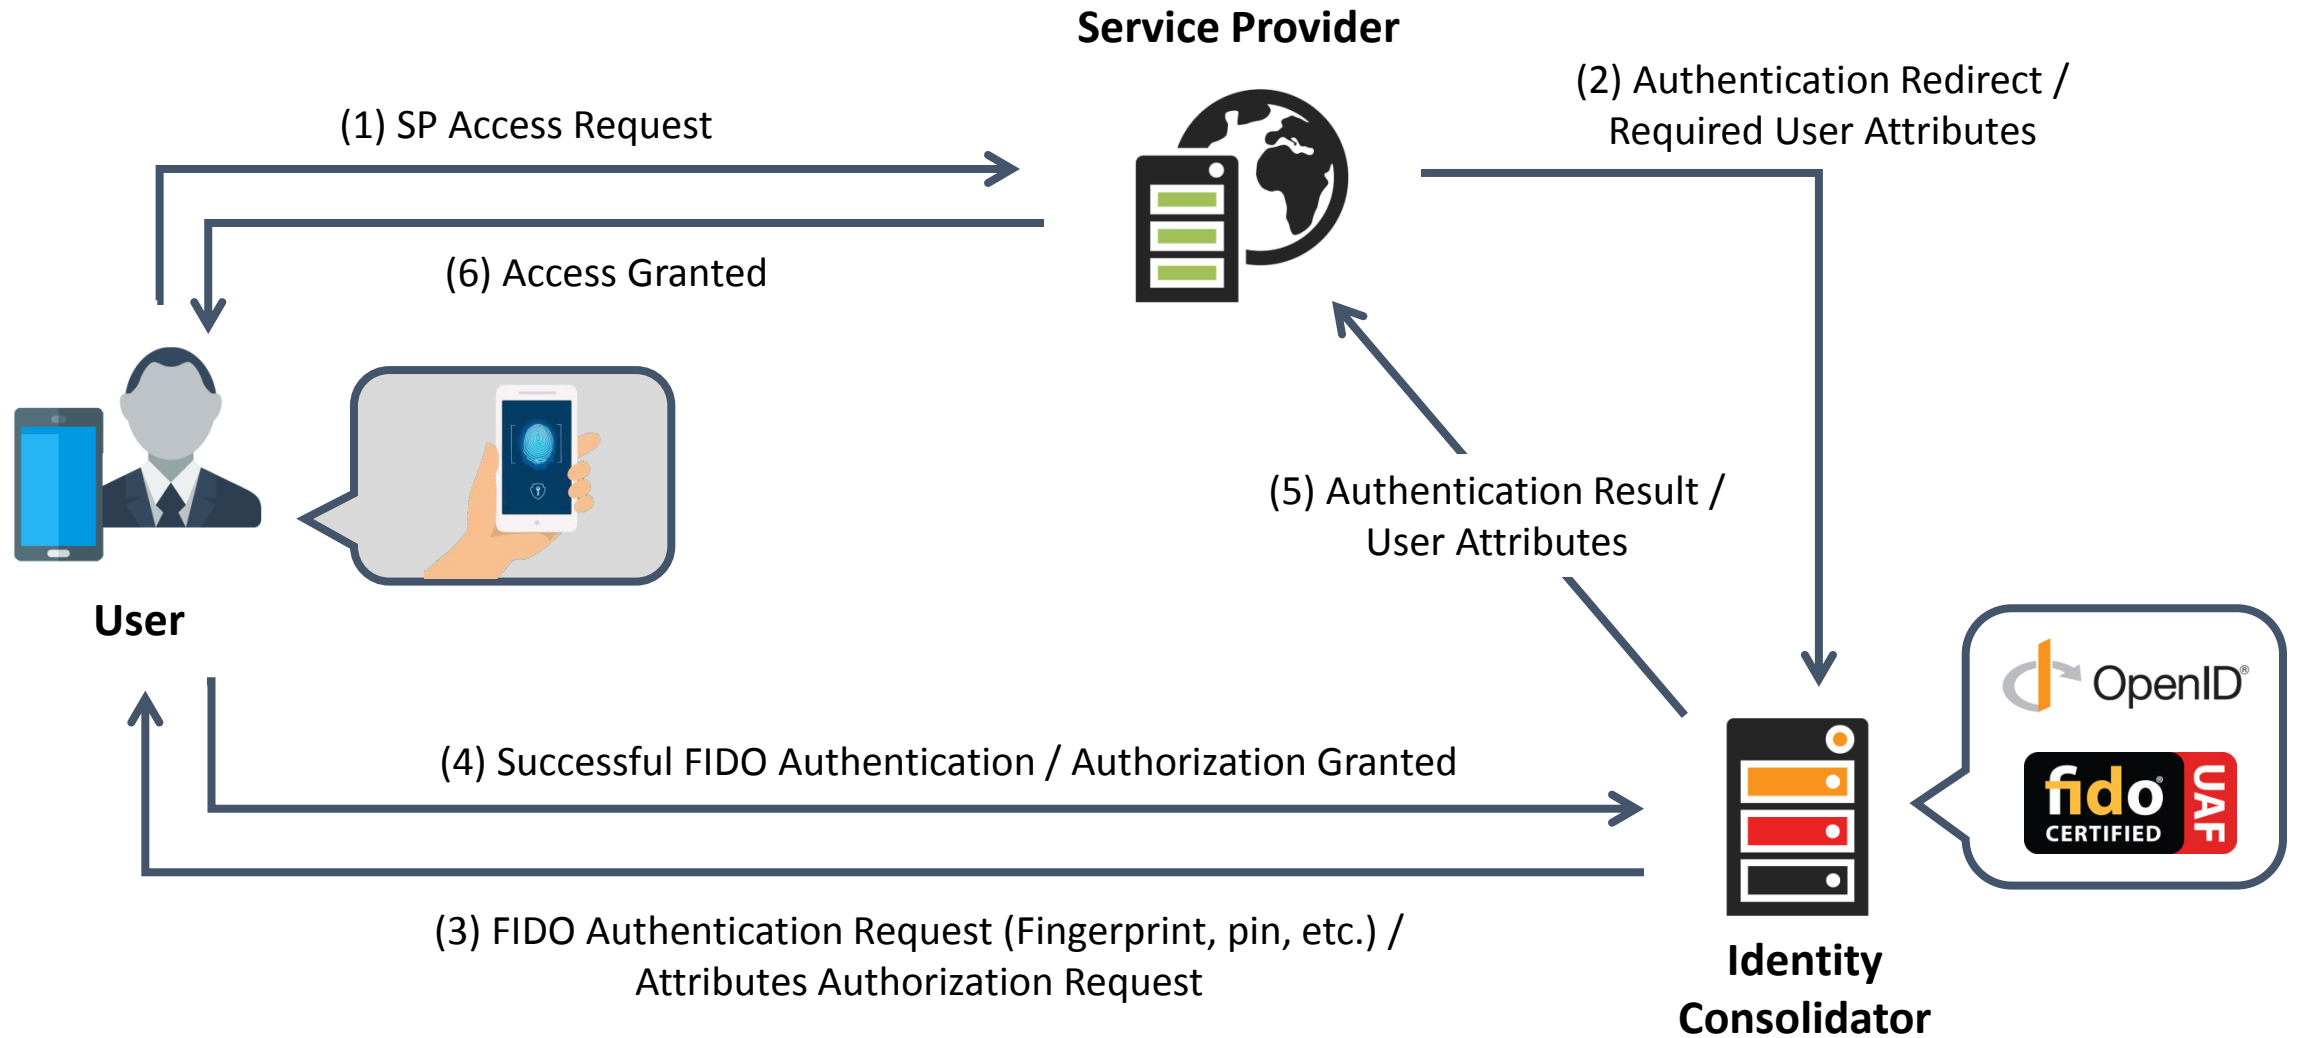 Service Provider
(1) SP Access Request
(2) Authentication Redirect /
Required User Attributes
(6) Access Granted
(5) Authentication Result /
User Attributes
User
OpenID®
(4) Successful FIDO Authentication / Authorization Granted
fido®
CERTIFIED
UAF
(3) FIDO Authentication Request (Fingerprint, pin, etc.) /
Attributes Authorization Request
Identity
Consolidator